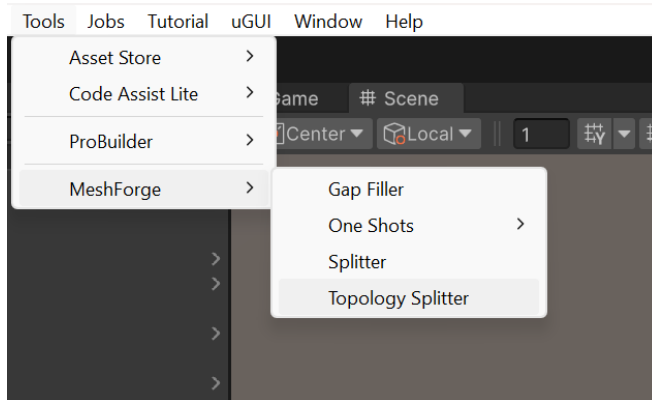 Tools Jobs Tutorial uGUI Window Help
Asset Store
Code Assist Lite
ProBuilder
MeshForge
Gap Filler
One Shots
Splitter
Topology Splitter
Game # Scene
Center Local 1